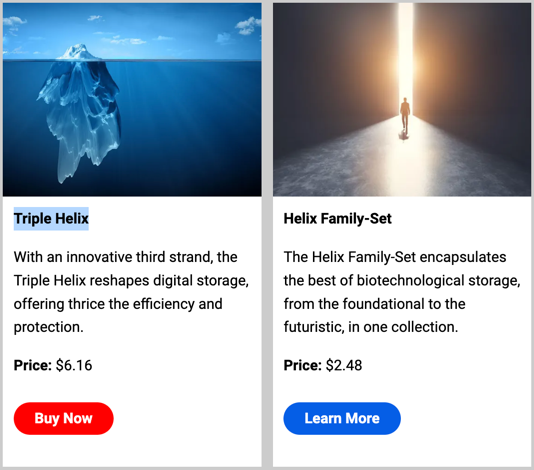 Triple Helix
With an innovative third strand, the
Triple Helix reshapes digital storage,
offering thrice the efficiency and
protection.
Price: $6.16
Buy Now
Helix Family-Set
The Helix Family-Set encapsulates
the best of biotechnological storage,
from the foundational to the
futuristic, in one collection.
Price: $2.48
Learn More